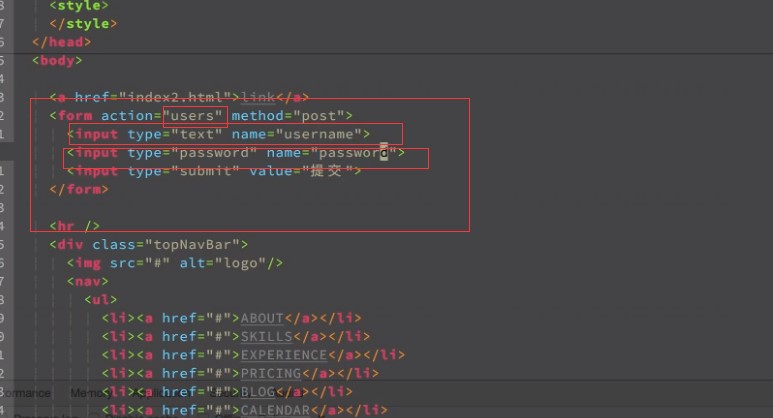 8 <style>
7 </style>
6 </head>
5 <body>
4
3 <a href="index2.html">link</a>
2 <form action="users" method="post">
1 <input type="text" name="username">
<input type="password" name="password">
1 <input type="submit" value="提交">
2 </form>
3
4 <hr />
5 <div class="topNavBar">
6 <img src="#" alt="logo"/>
7 <nav>
8 <ul>
9 <li><a href="#">ABOUT</a></li>
0 <li><a href="#">SKILLS</a></li>
1 <li><a href="#">EXPERIENCE</a></li>
2 <li><a href="#">PRICING</a></li>
3 <li><a href="#">BLOG</a></li>
4 <li><a href="#">CALENDAR</a></li>